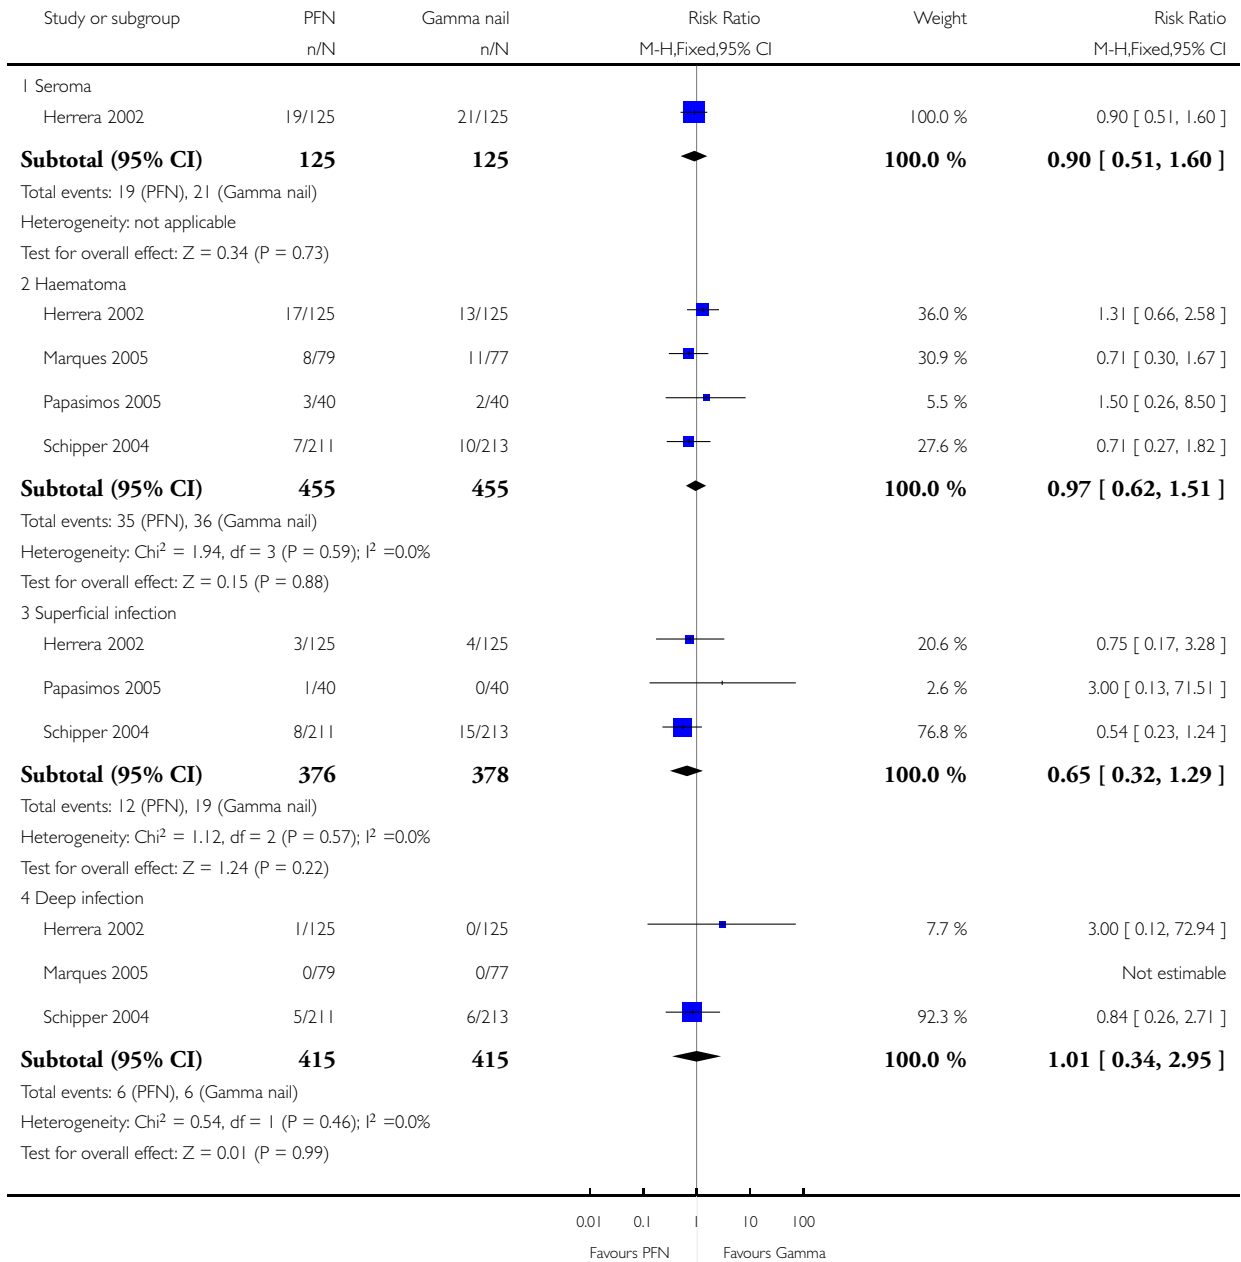 Study or subgroup PFN Gamma nail Risk Ratio Weight Risk Ratio
n/N n/N M-H,Fixed,95% CI M-H,Fixed,95% CI
1 Seroma
Herrera 2002 19/125 21/125 100.0 % 0.90 [ 0.51, 1.60 ]
Subtotal (95% CI) 125 125 100.0 % 0.90 [ 0.51, 1.60 ]
Total events: 19 (PFN), 21 (Gamma nail)
Heterogeneity: not applicable
Test for overall effect: Z = 0.34 (P = 0.73)
2 Haematoma
Herrera 2002 17/125 13/125 36.0 % 1.31 [ 0.66, 2.58 ]
Marques 2005 8/79 11/77 30.9 % 0.71 [ 0.30, 1.67 ]
Papasimos 2005 3/40 2/40 5.5 % 1.50 [ 0.26, 8.50 ]
Schipper 2004 7/211 10/213 27.6 % 0.71 [ 0.27, 1.82 ]
Subtotal (95% CI) 455 455 100.0 % 0.97 [ 0.62, 1.51 ]
Total events: 35 (PFN), 36 (Gamma nail)
Heterogeneity: Chi² = 1.94, df = 3 (P = 0.59); I² =0.0%
Test for overall effect: Z = 0.15 (P = 0.88)
3 Superficial infection
Herrera 2002 3/125 4/125 20.6 % 0.75 [ 0.17, 3.28 ]
Papasimos 2005 1/40 0/40 2.6 % 3.00 [ 0.13, 71.51 ]
Schipper 2004 8/211 15/213 76.8 % 0.54 [ 0.23, 1.24 ]
Subtotal (95% CI) 376 378 100.0 % 0.65 [ 0.32, 1.29 ]
Total events: 12 (PFN), 19 (Gamma nail)
Heterogeneity: Chi² = 1.12, df = 2 (P = 0.57); I² =0.0%
Test for overall effect: Z = 1.24 (P = 0.22)
4 Deep infection
Herrera 2002 1/125 0/125 7.7 % 3.00 [ 0.12, 72.94 ]
Marques 2005 0/79 0/77 Not estimable
Schipper 2004 5/211 6/213 92.3 % 0.84 [ 0.26, 2.71 ]
Subtotal (95% CI) 415 415 100.0 % 1.01 [ 0.34, 2.95 ]
Total events: 6 (PFN), 6 (Gamma nail)
Heterogeneity: Chi² = 0.54, df = 1 (P = 0.46); I² =0.0%
Test for overall effect: Z = 0.01 (P = 0.99)
0.01 0.1 1 10 100
Favours PFN Favours Gamma